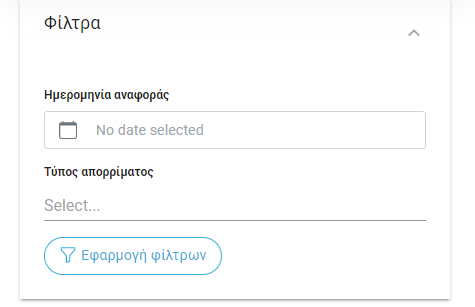 Φίλτρα
Ημερομηνία αναφοράς
No date selected
Τύπος απορρίματος
Select...
Εφαρμογή φίλτρων